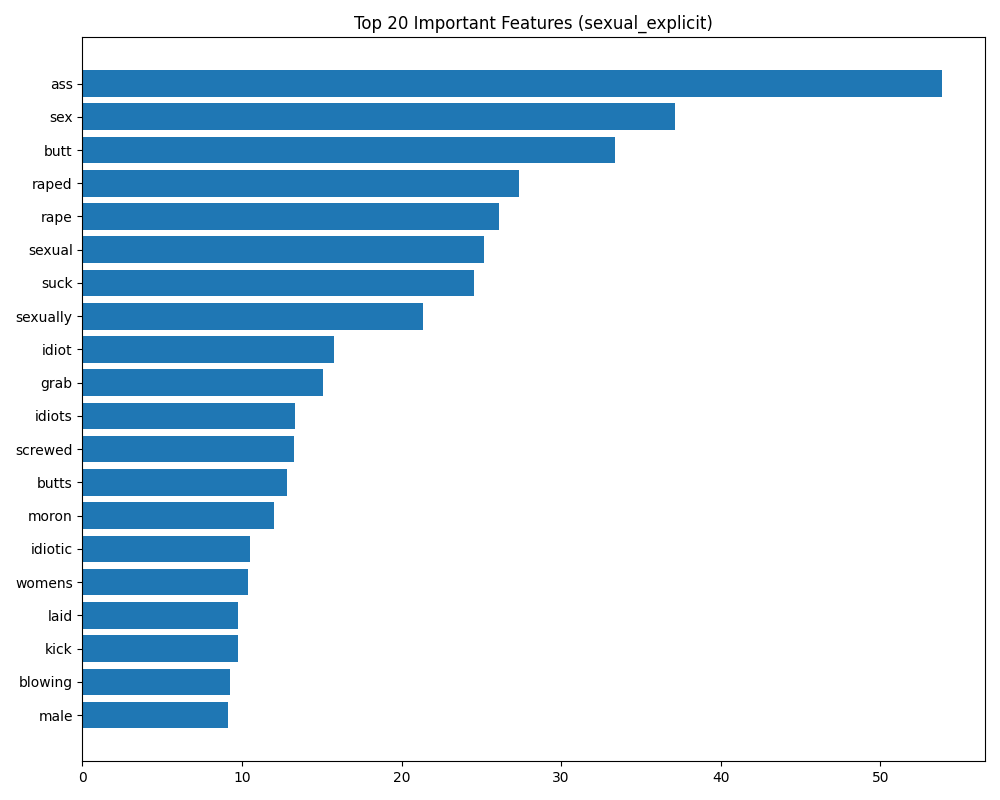 Top 20 Important Features (sexual_explicit)
ass
sex
butt
raped
rape
sexual
suck
sexually
idiot
grab
idiots
screwed
butts
moron
idiotic
womens
laid
kick
blowing
male
0 10 20 30 40 50